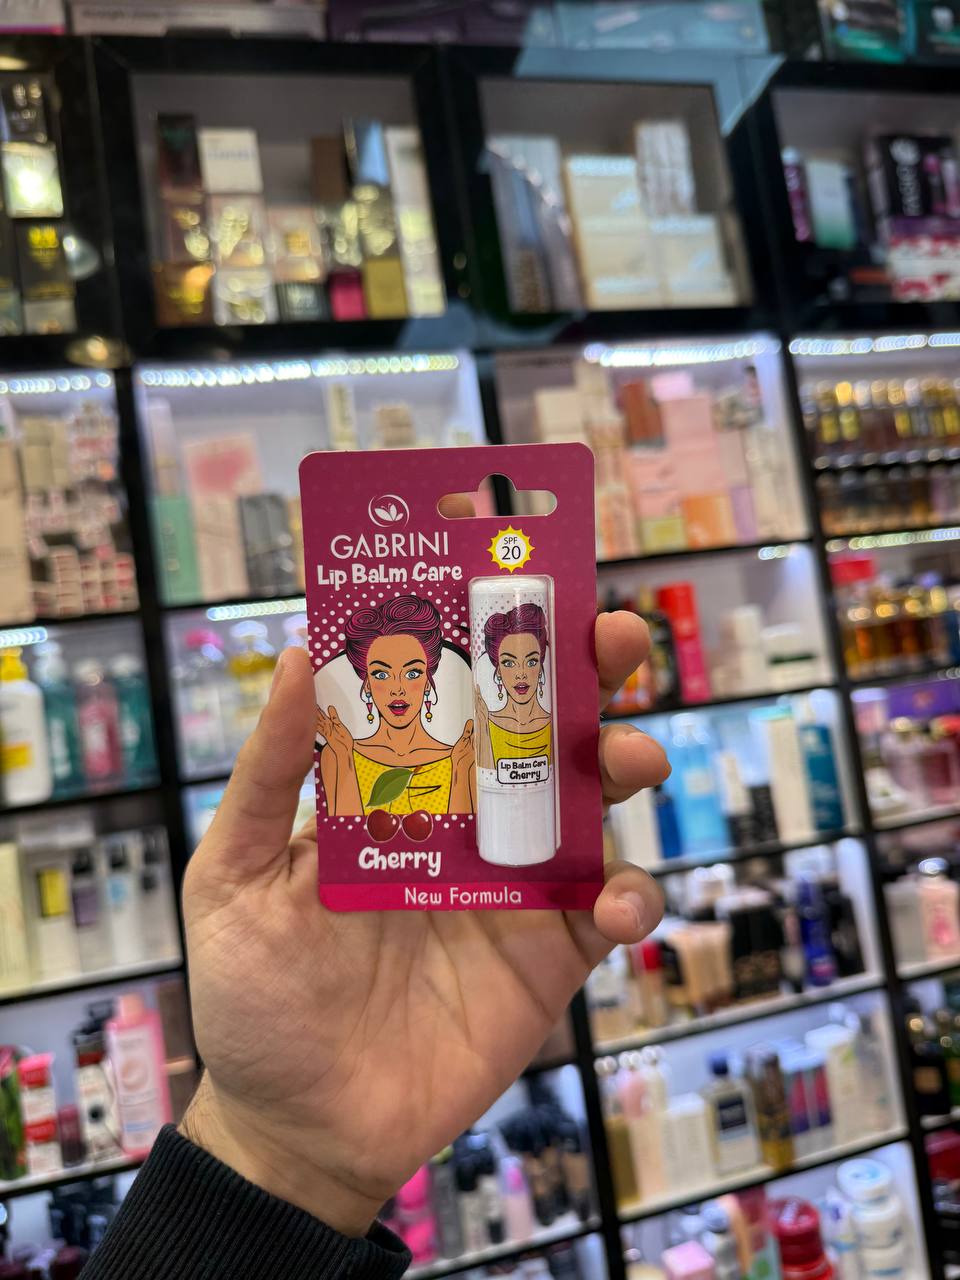 GABRINI
Lip Balm Care
SPF
20
Lip Balm Care
Cherry
Cherry
New Formula